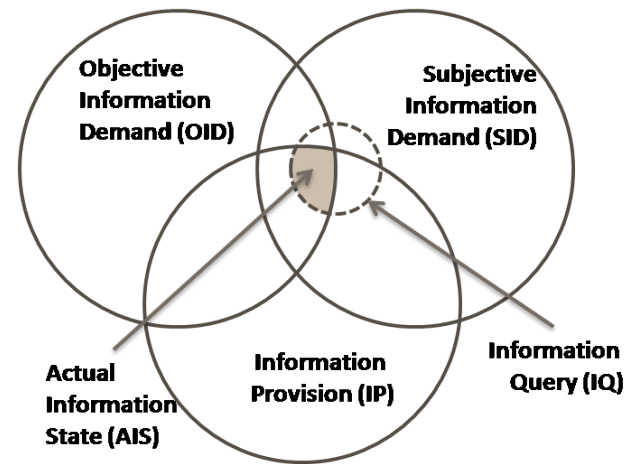 Objective
Information
Demand (OID)
Subjective
Information
Demand (SID)
Actual
Information
State (AIS)
Information
Provision (IP)
Information
Query (IQ)